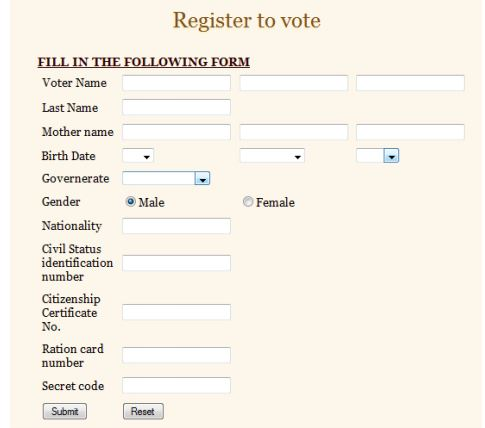 Register to vote
FILL IN THE FOLLOWING FORM
Voter Name
Last Name
Mother name
Birth Date
Governerate
Gender Male Female
Nationality
Civil Status
identification
number
Citizenship
Certificate
No.
Ration card
number
Secret code
Submit Reset